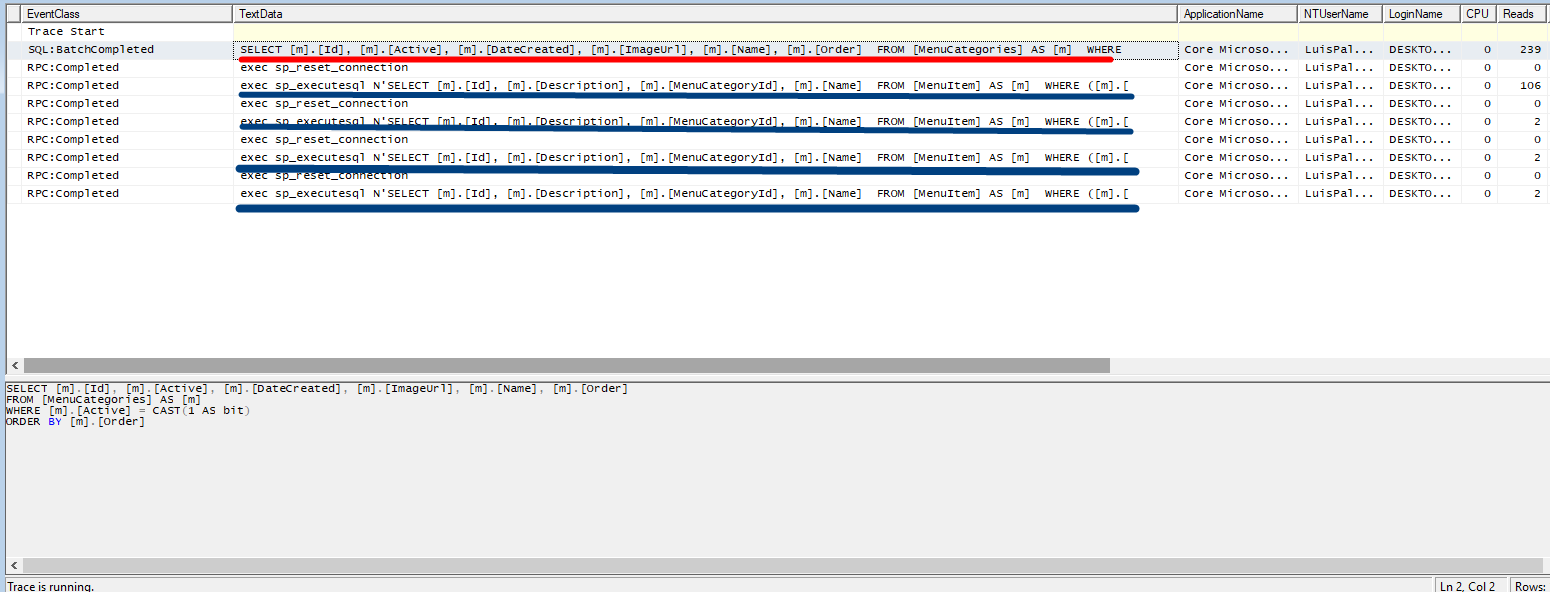 EventClass TextData ApplicationName NTUserName LoginName CPU Reads
Trace Start
SQL:BatchCompleted SELECT [m].[Id], [m].[Active], [m].[DateCreated], [m].[ImageUrl], [m].[Name], [m].[Order] FROM [MenuCategories] AS [m] WHERE Core Microso... LuisPal... DESKTO... 0 239
RPC:Completed exec sp_reset_connection Core Microso... LuisPal... DESKTO... 0 0
RPC:Completed exec sp_executesql N'SELECT [m].[Id], [m].[Description], [m].[MenuCategoryId], [m].[Name] FROM [MenuItem] AS [m] WHERE ([m].[ Core Microso... LuisPal... DESKTO... 0 106
RPC:Completed exec sp_reset_connection Core Microso... LuisPal... DESKTO... 0 0
RPC:Completed exec sp_executesql N'SELECT [m].[Id], [m].[Description], [m].[MenuCategoryId], [m].[Name] FROM [MenuItem] AS [m] WHERE ([m].[ Core Microso... LuisPal... DESKTO... 0 2
RPC:Completed exec sp_reset_connection Core Microso... LuisPal... DESKTO... 0 0
RPC:Completed exec sp_executesql N'SELECT [m].[Id], [m].[Description], [m].[MenuCategoryId], [m].[Name] FROM [MenuItem] AS [m] WHERE ([m].[ Core Microso... LuisPal... DESKTO... 0 2
RPC:Completed exec sp_reset_connection Core Microso... LuisPal... DESKTO... 0 0
RPC:Completed exec sp_executesql N'SELECT [m].[Id], [m].[Description], [m].[MenuCategoryId], [m].[Name] FROM [MenuItem] AS [m] WHERE ([m].[ Core Microso... LuisPal... DESKTO... 0 2
SELECT [m].[Id], [m].[Active], [m].[DateCreated], [m].[ImageUrl], [m].[Name], [m].[Order]
FROM [MenuCategories] AS [m]
WHERE [m].[Active] = CAST(1 AS bit)
ORDER BY [m].[Order]
Trace is running. Ln 2, Col 2 Rows: